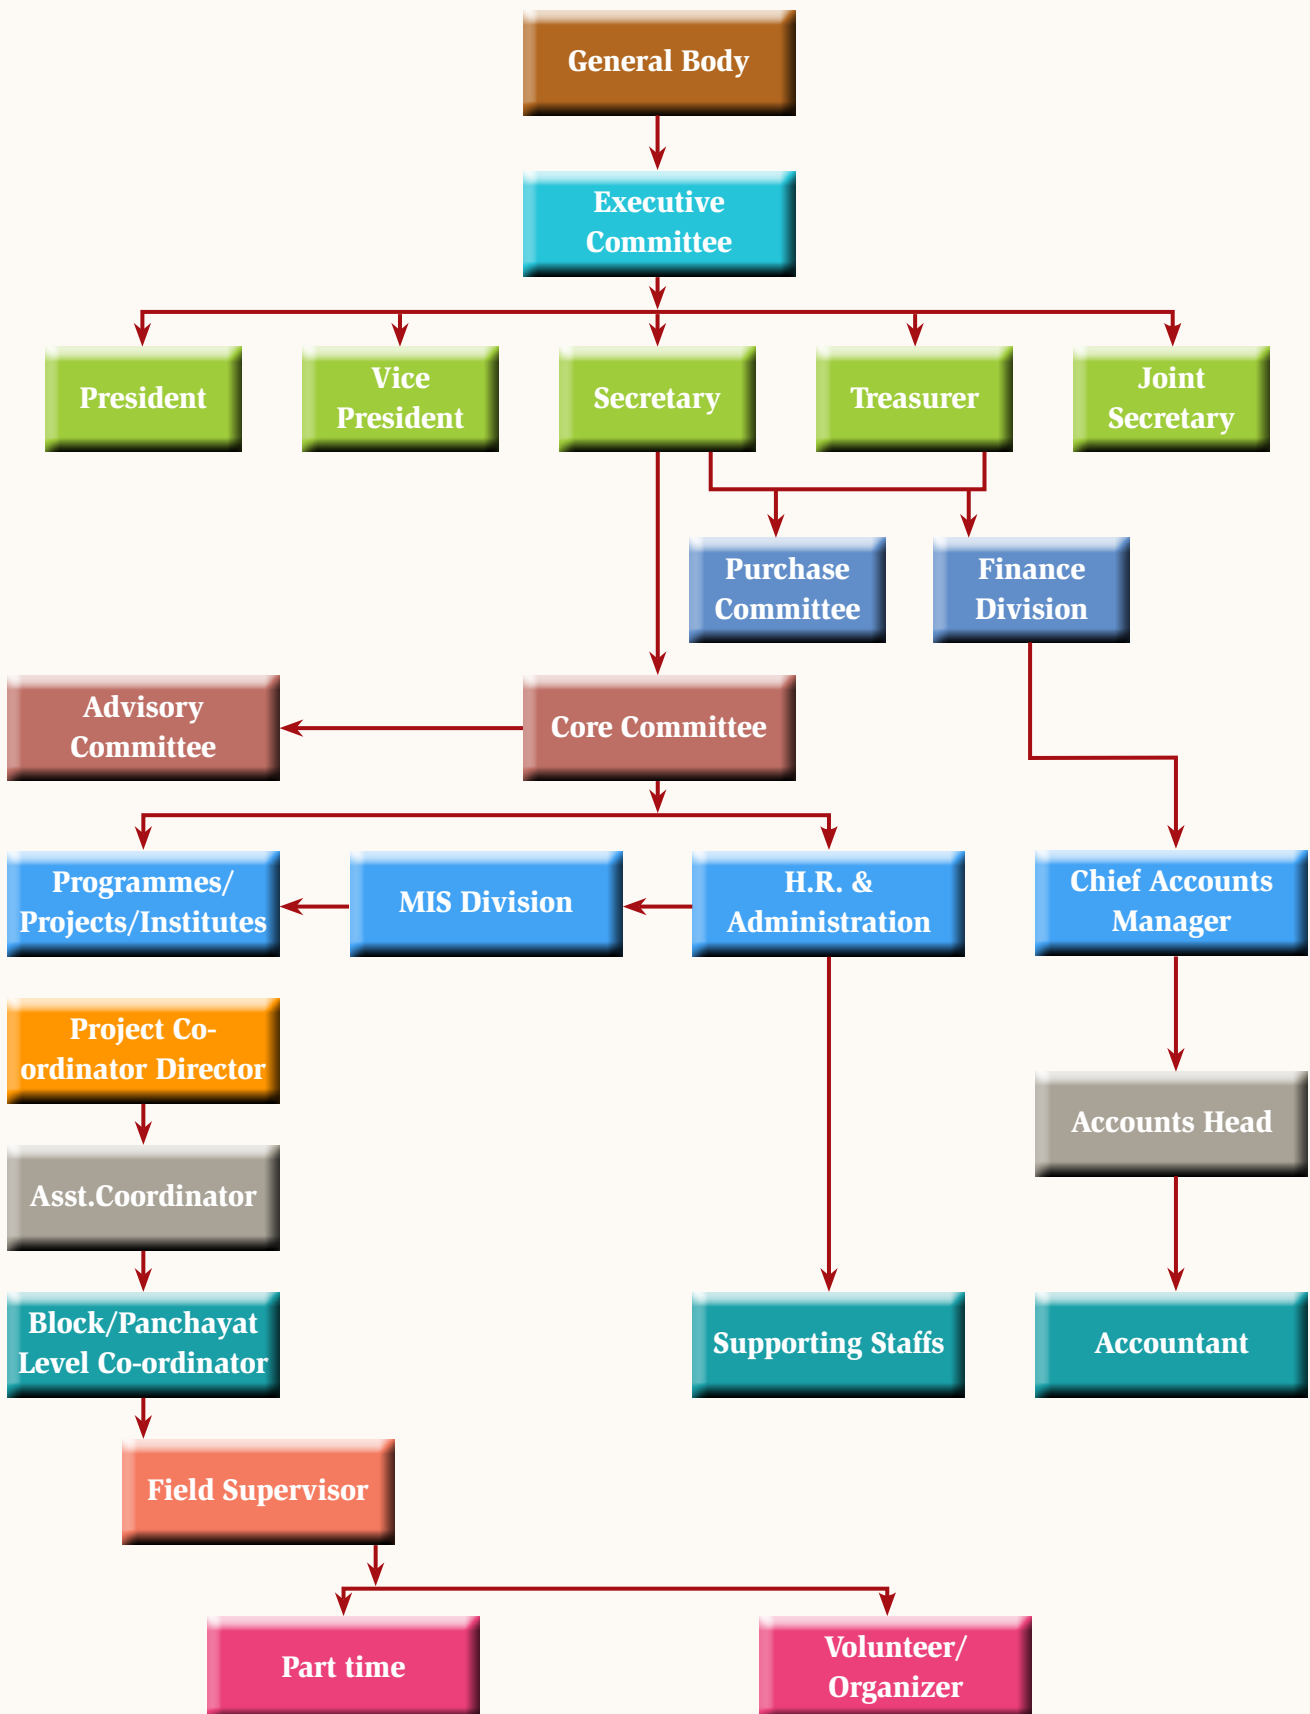 General Body
Executive
Committee
President
Vice
President
Secretary
Treasurer
Joint
Secretary
Purchase
Committee
Finance
Division
Advisory
Committee
Core Committee
Programmes/
Projects/Institutes
MIS Division
H.R. &
Administration
Chief Accounts
Manager
Project Co-
ordinator Director
Accounts Head
Asst.Coordinator
Block/Panchayat
Level Co-ordinator
Supporting Staffs
Accountant
Field Supervisor
Part time
Volunteer/
Organizer